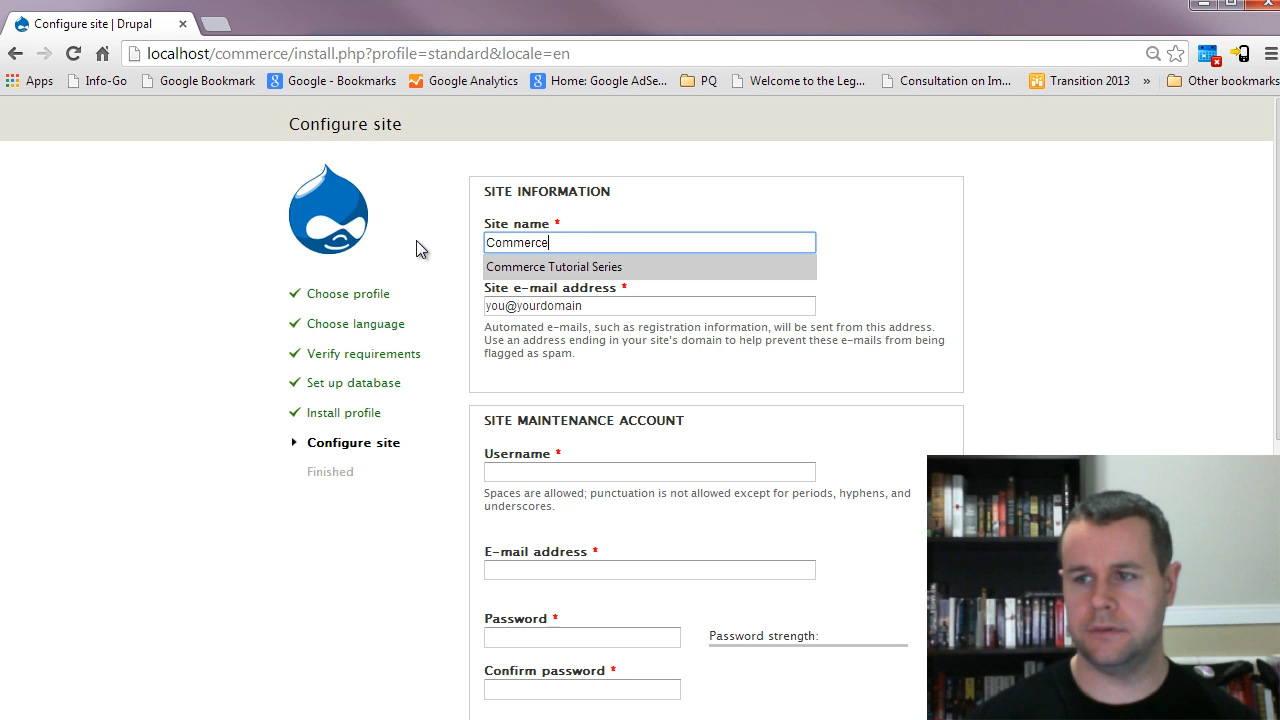 Configure site | Drupal
localhost/commerce/install.php?profile=standard&locale=en
Apps Info-Go Google Bookmark Google - Bookmarks Google Analytics Home: Google AdSe... PQ Welcome to the Leg... Consultation on Im... Transition 2013 » Other bookmarks
Configure site
Choose profile
Choose language
Verify requirements
Set up database
Install profile
Configure site
Finished
SITE INFORMATION
Site name *
Commerce
Commerce Tutorial Series
Site e-mail address *
you@yourdomain
Automated e-mails, such as registration information, will be sent from this address.
Use an address ending in your site's domain to help prevent these e-mails from being
flagged as spam.
SITE MAINTENANCE ACCOUNT
Username *
Spaces are allowed; punctuation is not allowed except for periods, hyphens, and
underscores.
E-mail address *
Password *
Password strength:
Confirm password *